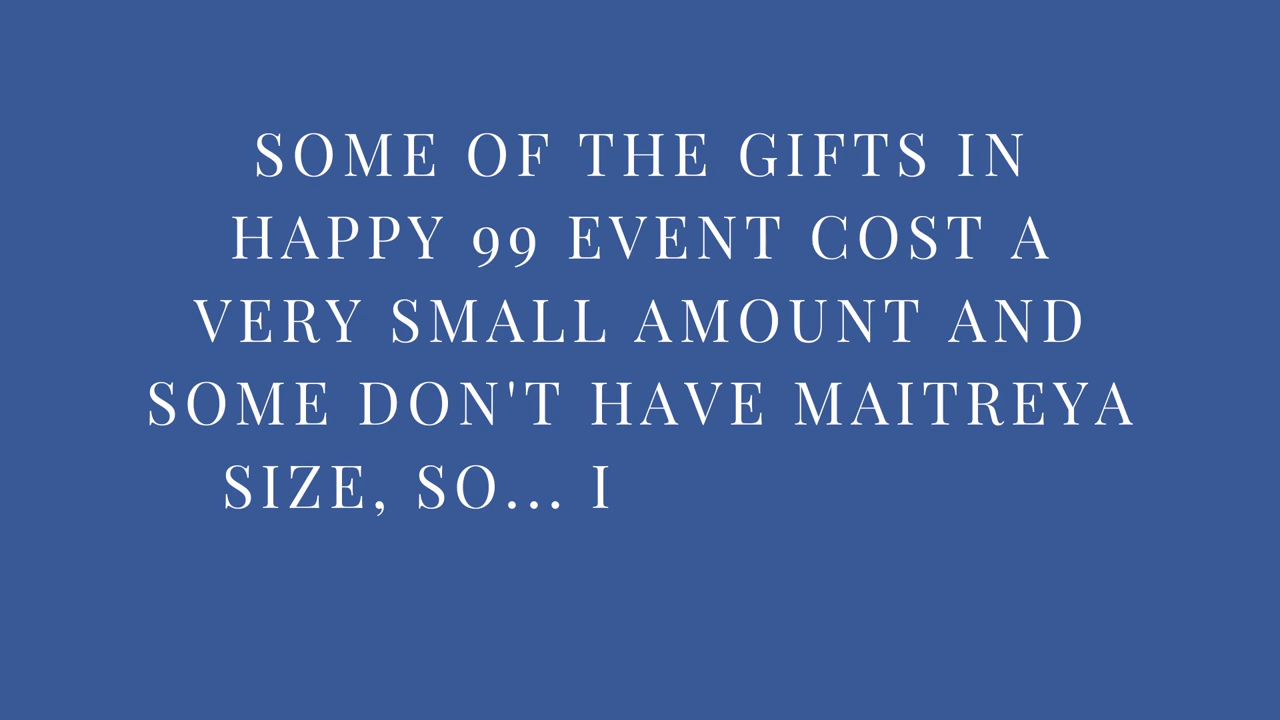 SOME OF THE GIFTS IN
HAPPY 99 EVENT COST A
VERY SMALL AMOUNT AND
SOME DON'T HAVE MAITREYA
SIZE, SO... I